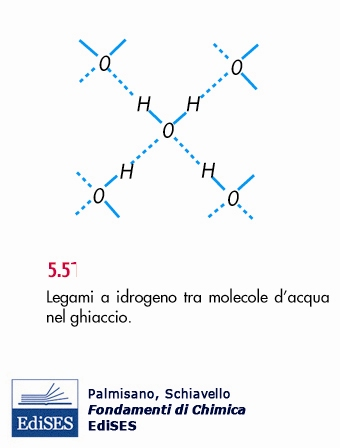 O O
H H
O
H H
O O
5.5
Legami a idrogeno tra molecole d'acqua
nel ghiaccio.
Palmisano, Schiavello
Fondamenti di Chimica
EdiSES
EdiSES